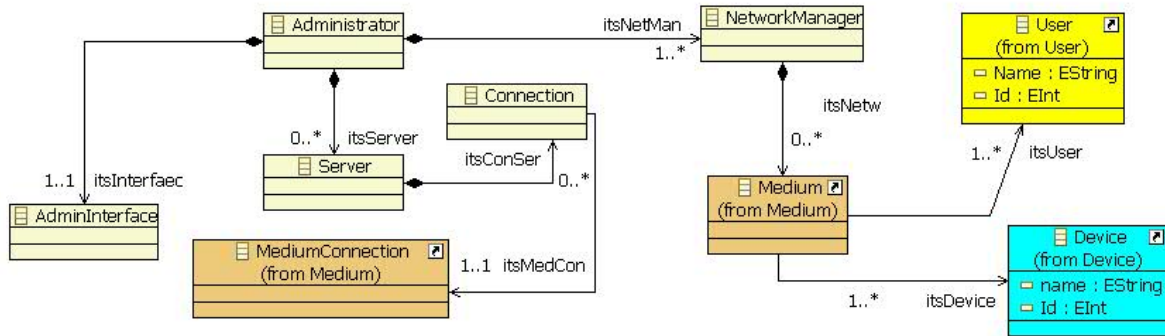 Administrator
itsNetMan
1..*
NetworkManager
User
(from User)
Name : EString
Id : EInt
Connection
itsNetw
0..*
0..*
itsServer
itsConSer
0..*
1..*
itsUser
Server
1..1
itsInterfaec
AdminInterface
Medium
(from Medium)
MediumConnection
(from Medium)
1..1
itsMedCon
Device
(from Device)
name : EString
Id : EInt
1..*
itsDevice